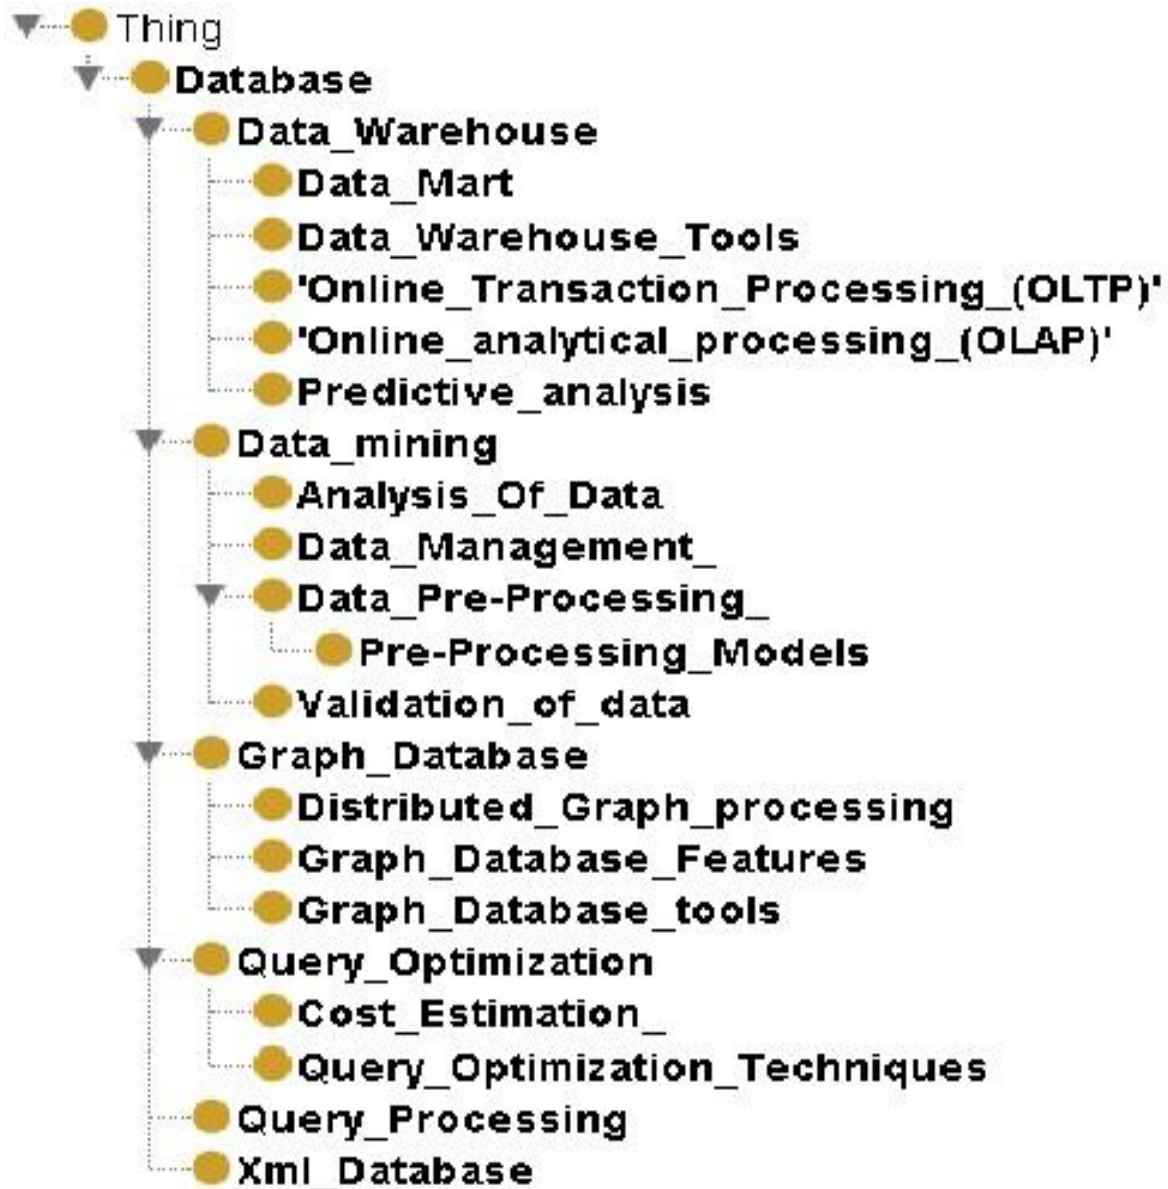 Thing
Database
Data_Warehouse
Data_Mart
Data_Warehouse_Tools
'Online_Transaction_Processing_(OLTP)'
'Online_analytical_processing_(OLAP)'
Predictive_analysis
Data_mining
Analysis_Of_Data
Data_Management_
Data_Pre-Processing_
Pre-Processing_Models
Validation_of_data
Graph_Database
Distributed_Graph_processing
Graph_Database_Features
Graph_Database_tools
Query_Optimization
Cost_Estimation_
Query_Optimization_Techniques
Query_Processing
Xml_Database